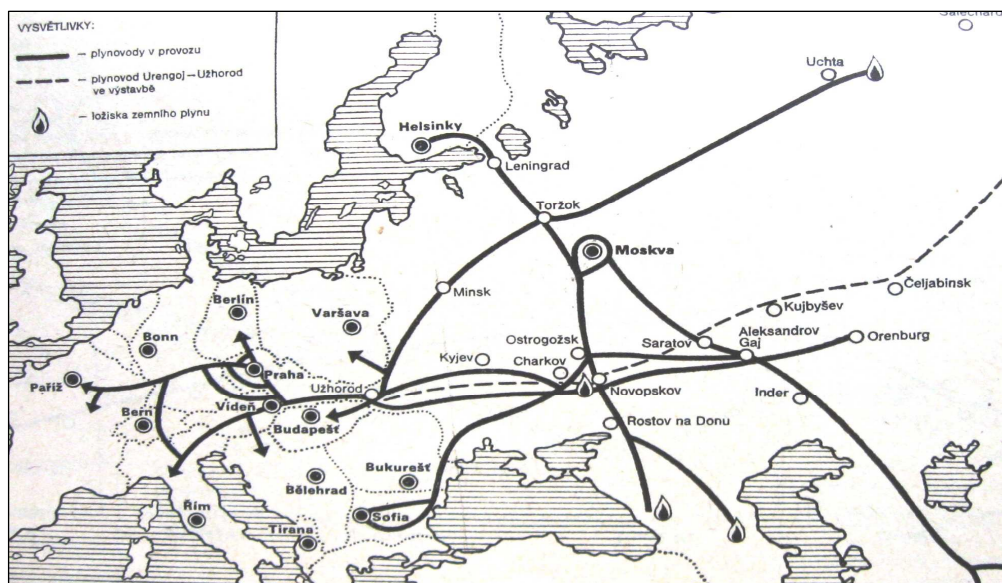 VYSVĚTLIVKY:
– plynovody v provozu
– plynovod Urengoj – Užhorod
ve výstavbě
– ložiska zemního plynu
Salechard
Uchta
Helsinky
Leningrad
Toržok
Moskva
Čeljabinsk
Minsk
Kujbyšev
Berlín
Varšava
Bonn
Aleksandrov
Gaj
Orenburg
Saratov
Ostrogožsk
Kyjev
Charkov
Praha
Paříž
Užhorod
Novopskov
Inder
Vídeň
Bern
Budapešť
Rostov na Donu
Bukurešť
Bělehrad
Řím
Sofia
Tirana